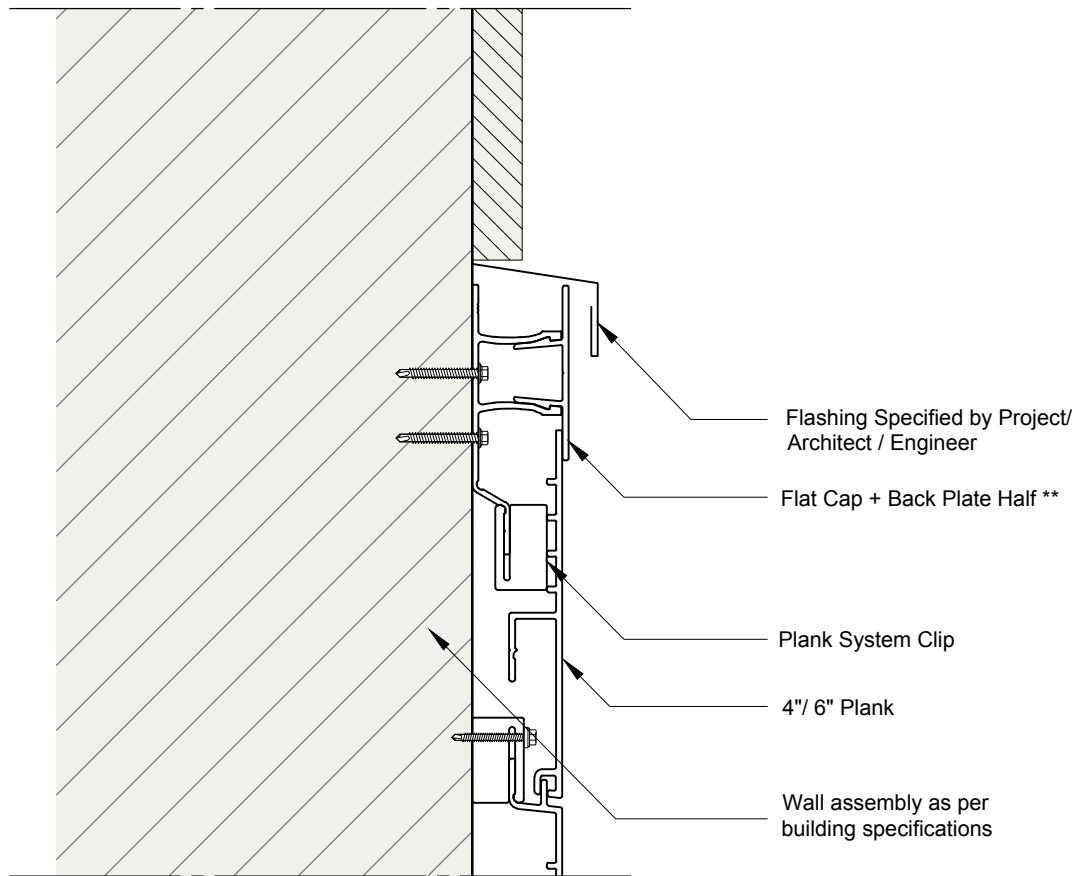 Flashing Specified by Project/
Architect / Engineer
Flat Cap + Back Plate Half **
Plank System Clip
4"/ 6" Plank
Wall assembly as per
building specifications